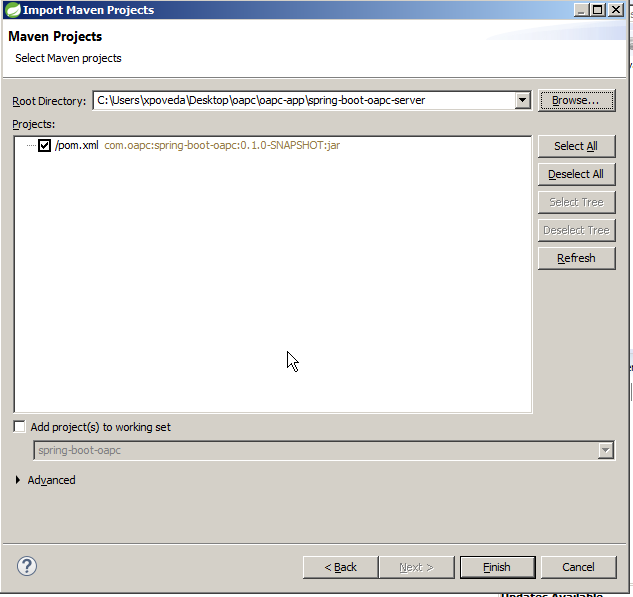 Import Maven Projects
Maven Projects
Select Maven projects
Root Directory: C:\Users\xpoveda\Desktop\oapc\oapc-app\spring-boot-oapc-server Browse...
Projects:
/pom.xml com.oapc:spring-boot-oapc:0.1.0-SNAPSHOT:jar
Select All
Deselect All
Select Tree
Deselect Tree
Refresh
Add project(s) to working set
spring-boot-oapc
Advanced
? < Back Next > Finish Cancel
Updates Available